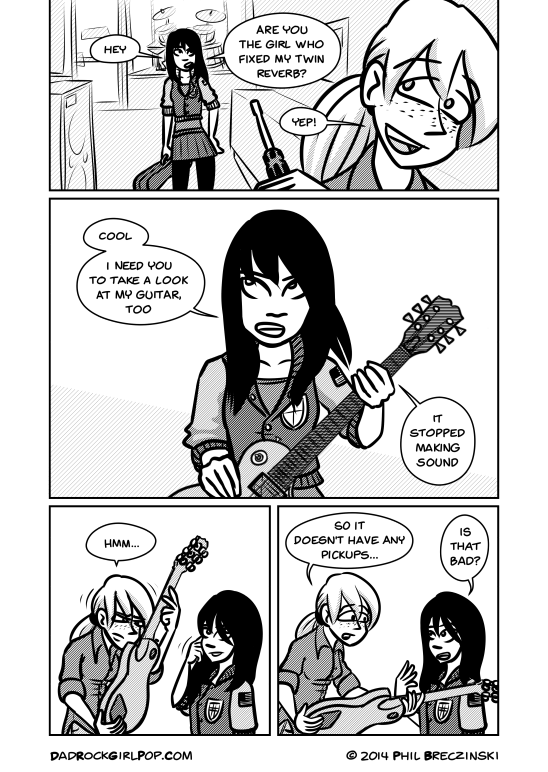 HEY
ARE YOU
THE GIRL WHO
FIXED MY TWIN
REVERB?
YEP!
COOL
I NEED YOU
TO TAKE A LOOK
AT MY GUITAR,
TOO
IT
STOPPED
MAKING
SOUND
HMM...
SO IT
DOESN'T HAVE ANY
PICKUPS...
IS
THAT
BAD?
DADROCKGIRLPOP.COM
© 2014 PHIL BRECZINSKI